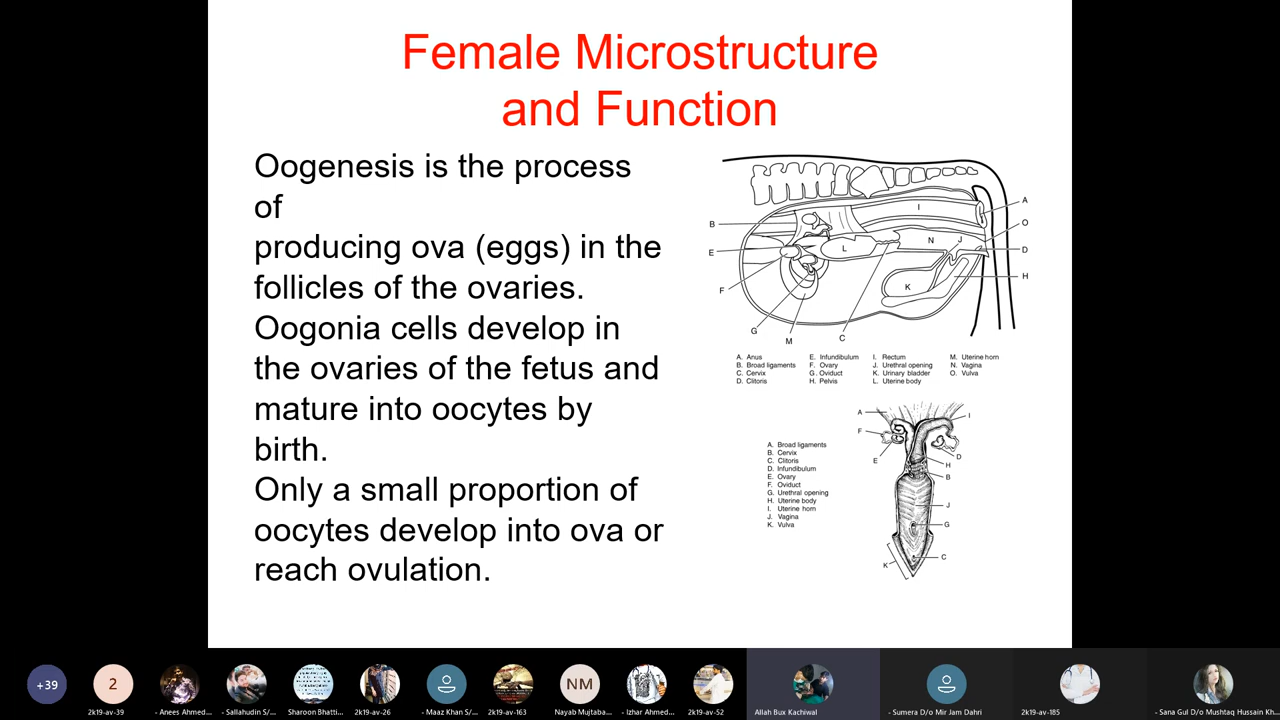 Female Microstructure
and Function
Oogenesis is the process
of
producing ova (eggs) in the
follicles of the ovaries.
Oogonia cells develop in
the ovaries of the fetus and
mature into oocytes by
birth.
Only a small proportion of
oocytes develop into ova or
reach ovulation.
A
B
I
O
E
L
N
J
D
H
F
K
G
M
C
A. Anus
B. Broad ligaments
C. Cervix
D. Clitoris
E. Infundibulum
F. Ovary
G. Oviduct
H. Pelvis
I. Rectum
J. Urethral opening
K. Urinary bladder
L. Uterine body
M. Uterine horn
N. Vagina
O. Vulva
A. Broad ligaments
B. Cervix
C. Clitoris
D. Infundibulum
E. Ovary
F. Oviduct
G. Urethral opening
H. Uterine body
I. Uterine horn
J. Vagina
K. Vulva
A
I
F
D
E
H
B
J
G
C
K
+39
2
2k19-av-39
- Anees Ahmed...
- Sallahudin S/...
Sharoon Bhatti...
2k19-av-26
- Maaz Khan S/...
2k19-av-163
NM
Nayab Mujtaba...
- Izhar Ahmed...
2k19-av-52
Allah Bux Kachiwal
- Sumera D/o Mir Jam Dahri
2k19-av-185
- Sana Gul D/o Mushtaq Hussain Kh...